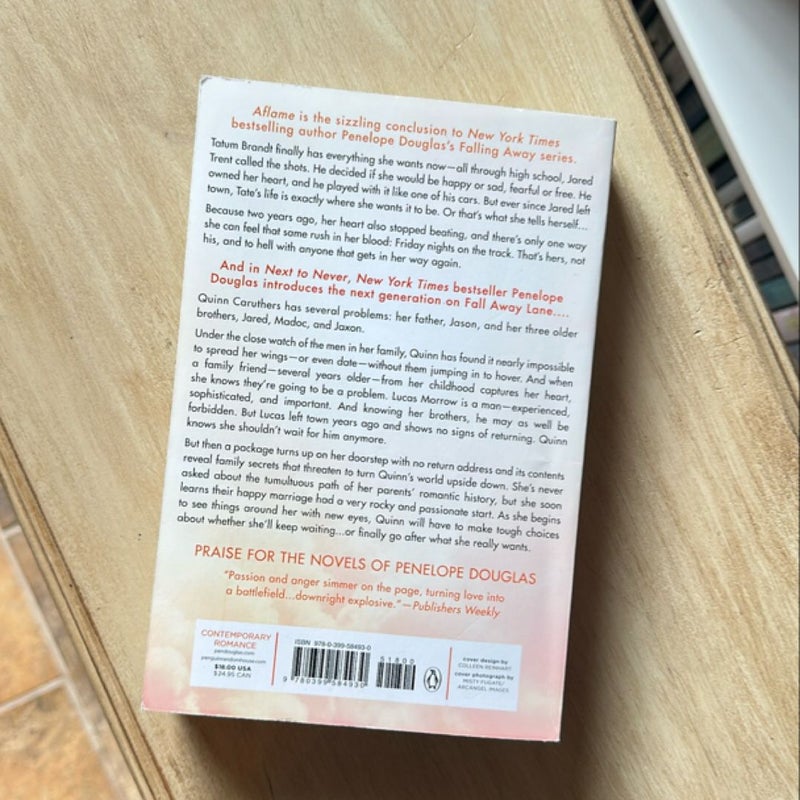 Aflame is the sizzling conclusion to New York Times
bestselling author Penelope Douglas's Falling Away series.
Tatum Brandt finally has everything she wants now—all through high school, Jared
Trent called the shots. He decided if she would be happy or sad, fearful or free. He
owned her heart, and he played with it like one of his cars. But ever since Jared left
town, Tate's life is exactly where she wants it to be. Or that's what she tells herself...
Because two years ago, her heart also stopped beating, and there's only one way
she can feel that same rush in her blood: Friday nights on the track. That's hers, not
his, and to hell with anyone that gets in her way again.
And in Next to Never, New York Times bestseller Penelope
Douglas introduces the next generation on Fall Away Lane....
Quinn Caruthers has several problems: her father, Jason, and her three older
brothers, Jared, Madoc, and Jaxon.
Under the close watch of the men in her family, Quinn has found it nearly impossible
to spread her wings—or even date—without them jumping in to hover. And when
a family friend—several years older—from her childhood captures her heart,
she knows they're going to be a problem. Lucas Morrow is a man—experienced,
sophisticated, and important. And knowing her brothers, he may as well be
forbidden. But Lucas left town years ago and shows no signs of returning. Quinn
knows she shouldn't wait for him anymore.
But then a package turns up on her doorstep with no return address and its contents
reveal family secrets that threaten to turn Quinn's world upside down. She's never
asked about the tumultuous path of her parents' romantic history, but she soon
learns their happy marriage had a very rocky and passionate start. As she begins
to see things around her with new eyes, Quinn will have to make tough choices
about whether she'll keep waiting...or finally go after what she really wants.
PRAISE FOR THE NOVELS OF PENELOPE DOUGLAS
"Passion and anger simmer on the page, turning love into
a battlefield...downright explosive."—Publishers Weekly
CONTEMPORARY
ROMANCE
pendouglas.com
penguinrandomhouse.com
$18.00 USA
$24.95 CAN
ISBN 978-0-399-58493-0
51800
9 780399 584930
cover design by
COLLEEN REINHART
cover photograph by
MISTY FUGATE/
ARCANGEL IMAGES